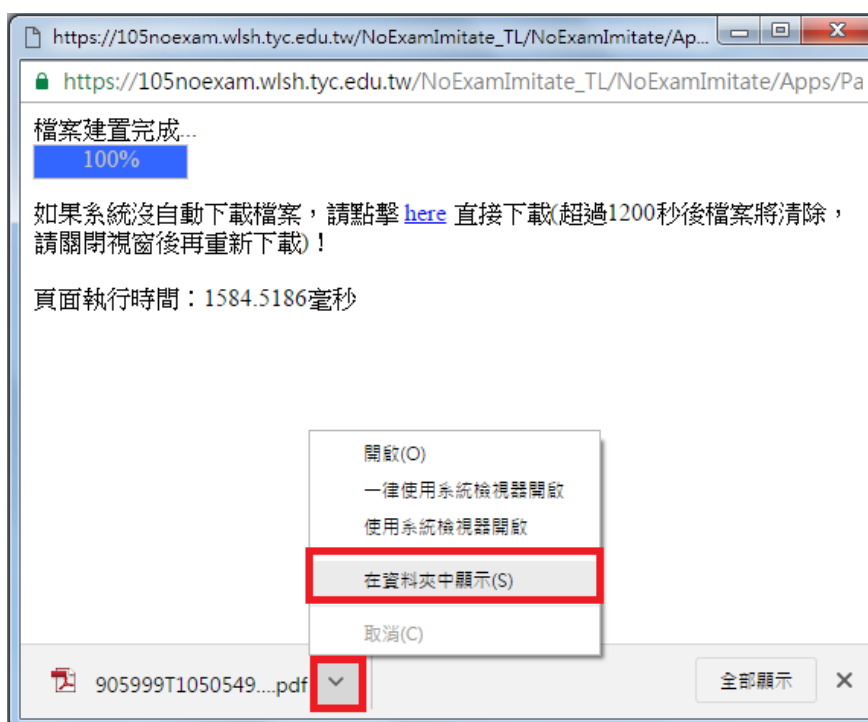 https://105noexam.wlsh.tyc.edu.tw/NoExamImitate_TL/NoExamImitate/Ap...
https://105noexam.wlsh.tyc.edu.tw/NoExamImitate_TL/NoExamImitate/Apps/Pa
檔案建置完成...
100%
如果系統沒自動下載檔案，請點擊 here 直接下載(超過1200秒後檔案將清除，
請關閉視窗後再重新下載)！
頁面執行時間：1584.5186毫秒
開啟(O)
一律使用系統檢視器開啟
使用系統檢視器開啟
在資料夾中顯示(S)
取消(C)
905999T1050549....pdf
全部顯示